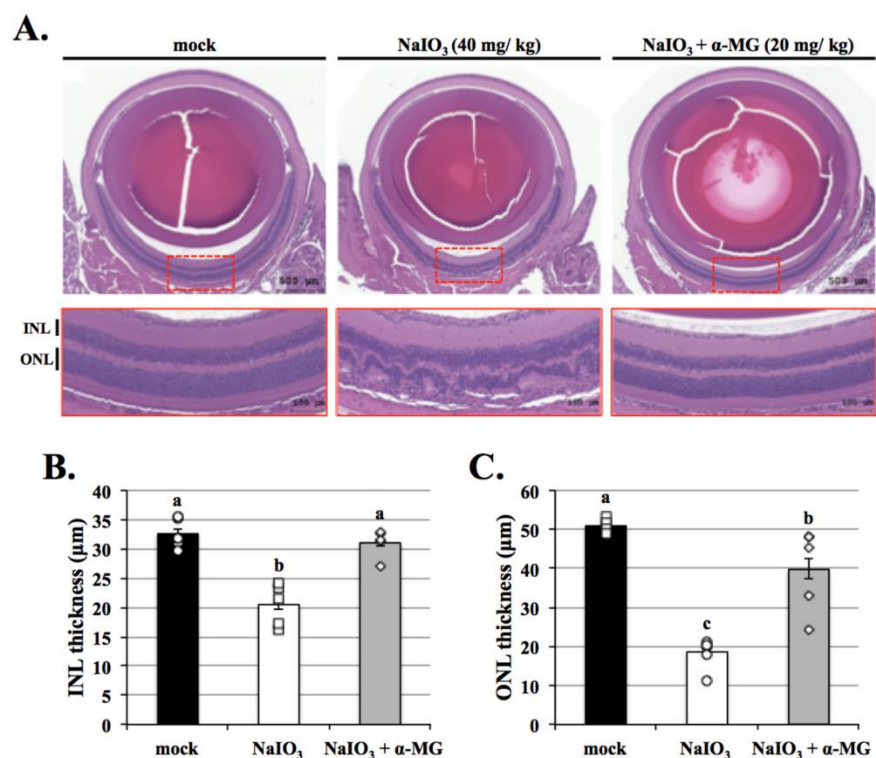 A.
mock
NaIO₃ (40 mg/ kg)
NaIO₃ + α-MG (20 mg/ kg)
500 μm
500 μm
500 μm
INL
ONL
100 μm
100 μm
100 μm
B.
INL thickness (μm)
40
35
30
25
20
15
10
5
0
a
b
a
mock
NaIO₃
NaIO₃ + α-MG
C.
ONL thickness (μm)
60
50
40
30
20
10
0
a
c
b
mock
NaIO₃
NaIO₃ + α-MG